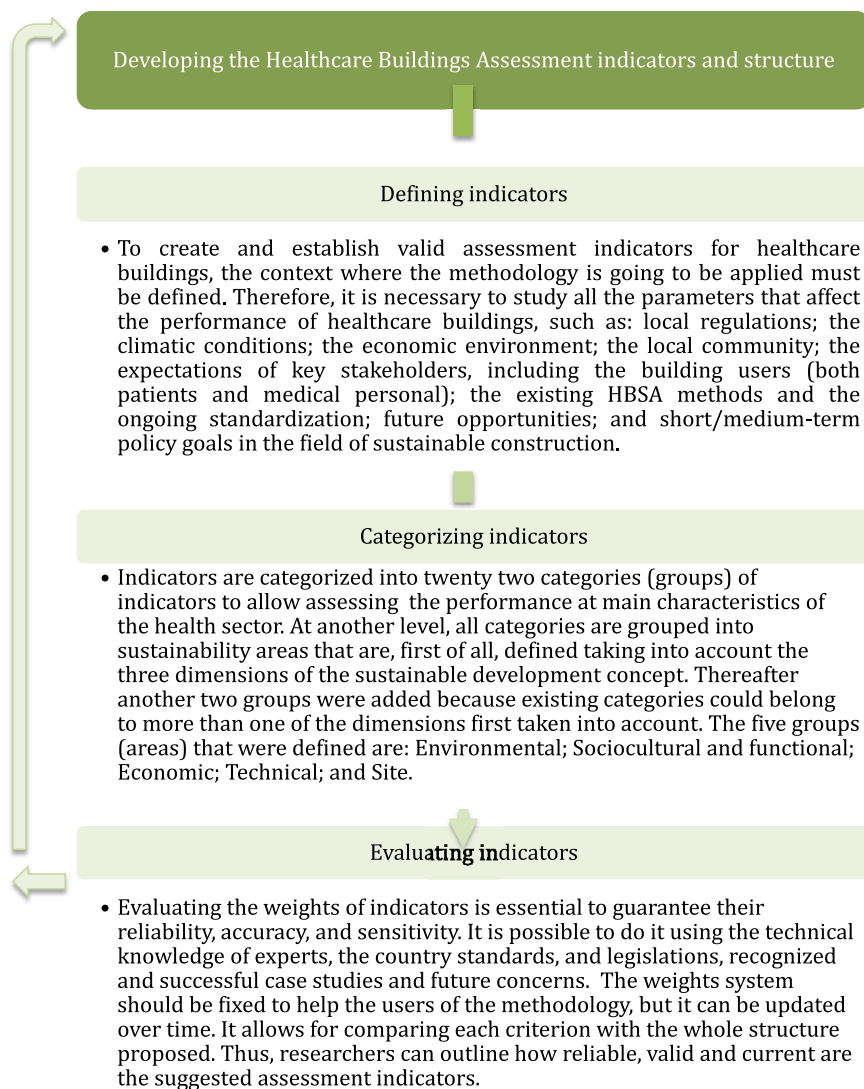 Developing the Healthcare Buildings Assessment indicators and structure
Defining indicators
• To create and establish valid assessment indicators for healthcare
buildings, the context where the methodology is going to be applied must
be defined. Therefore, it is necessary to study all the parameters that affect
the performance of healthcare buildings, such as: local regulations; the
climatic conditions; the economic environment; the local community; the
expectations of key stakeholders, including the building users (both
patients and medical personal); the existing HBSA methods and the
ongoing standardization; future opportunities; and short/medium-term
policy goals in the field of sustainable construction.
Categorizing indicators
• Indicators are categorized into twenty two categories (groups) of
indicators to allow assessing the performance at main characteristics of
the health sector. At another level, all categories are grouped into
sustainability areas that are, first of all, defined taking into account the
three dimensions of the sustainable development concept. Thereafter
another two groups were added because existing categories could belong
to more than one of the dimensions first taken into account. The five groups
(areas) that were defined are: Environmental; Sociocultural and functional;
Economic; Technical; and Site.
Evaluating indicators
• Evaluating the weights of indicators is essential to guarantee their
reliability, accuracy, and sensitivity. It is possible to do it using the technical
knowledge of experts, the country standards, and legislations, recognized
and successful case studies and future concerns. The weights system
should be fixed to help the users of the methodology, but it can be updated
over time. It allows for comparing each criterion with the whole structure
proposed. Thus, researchers can outline how reliable, valid and current are
the suggested assessment indicators.